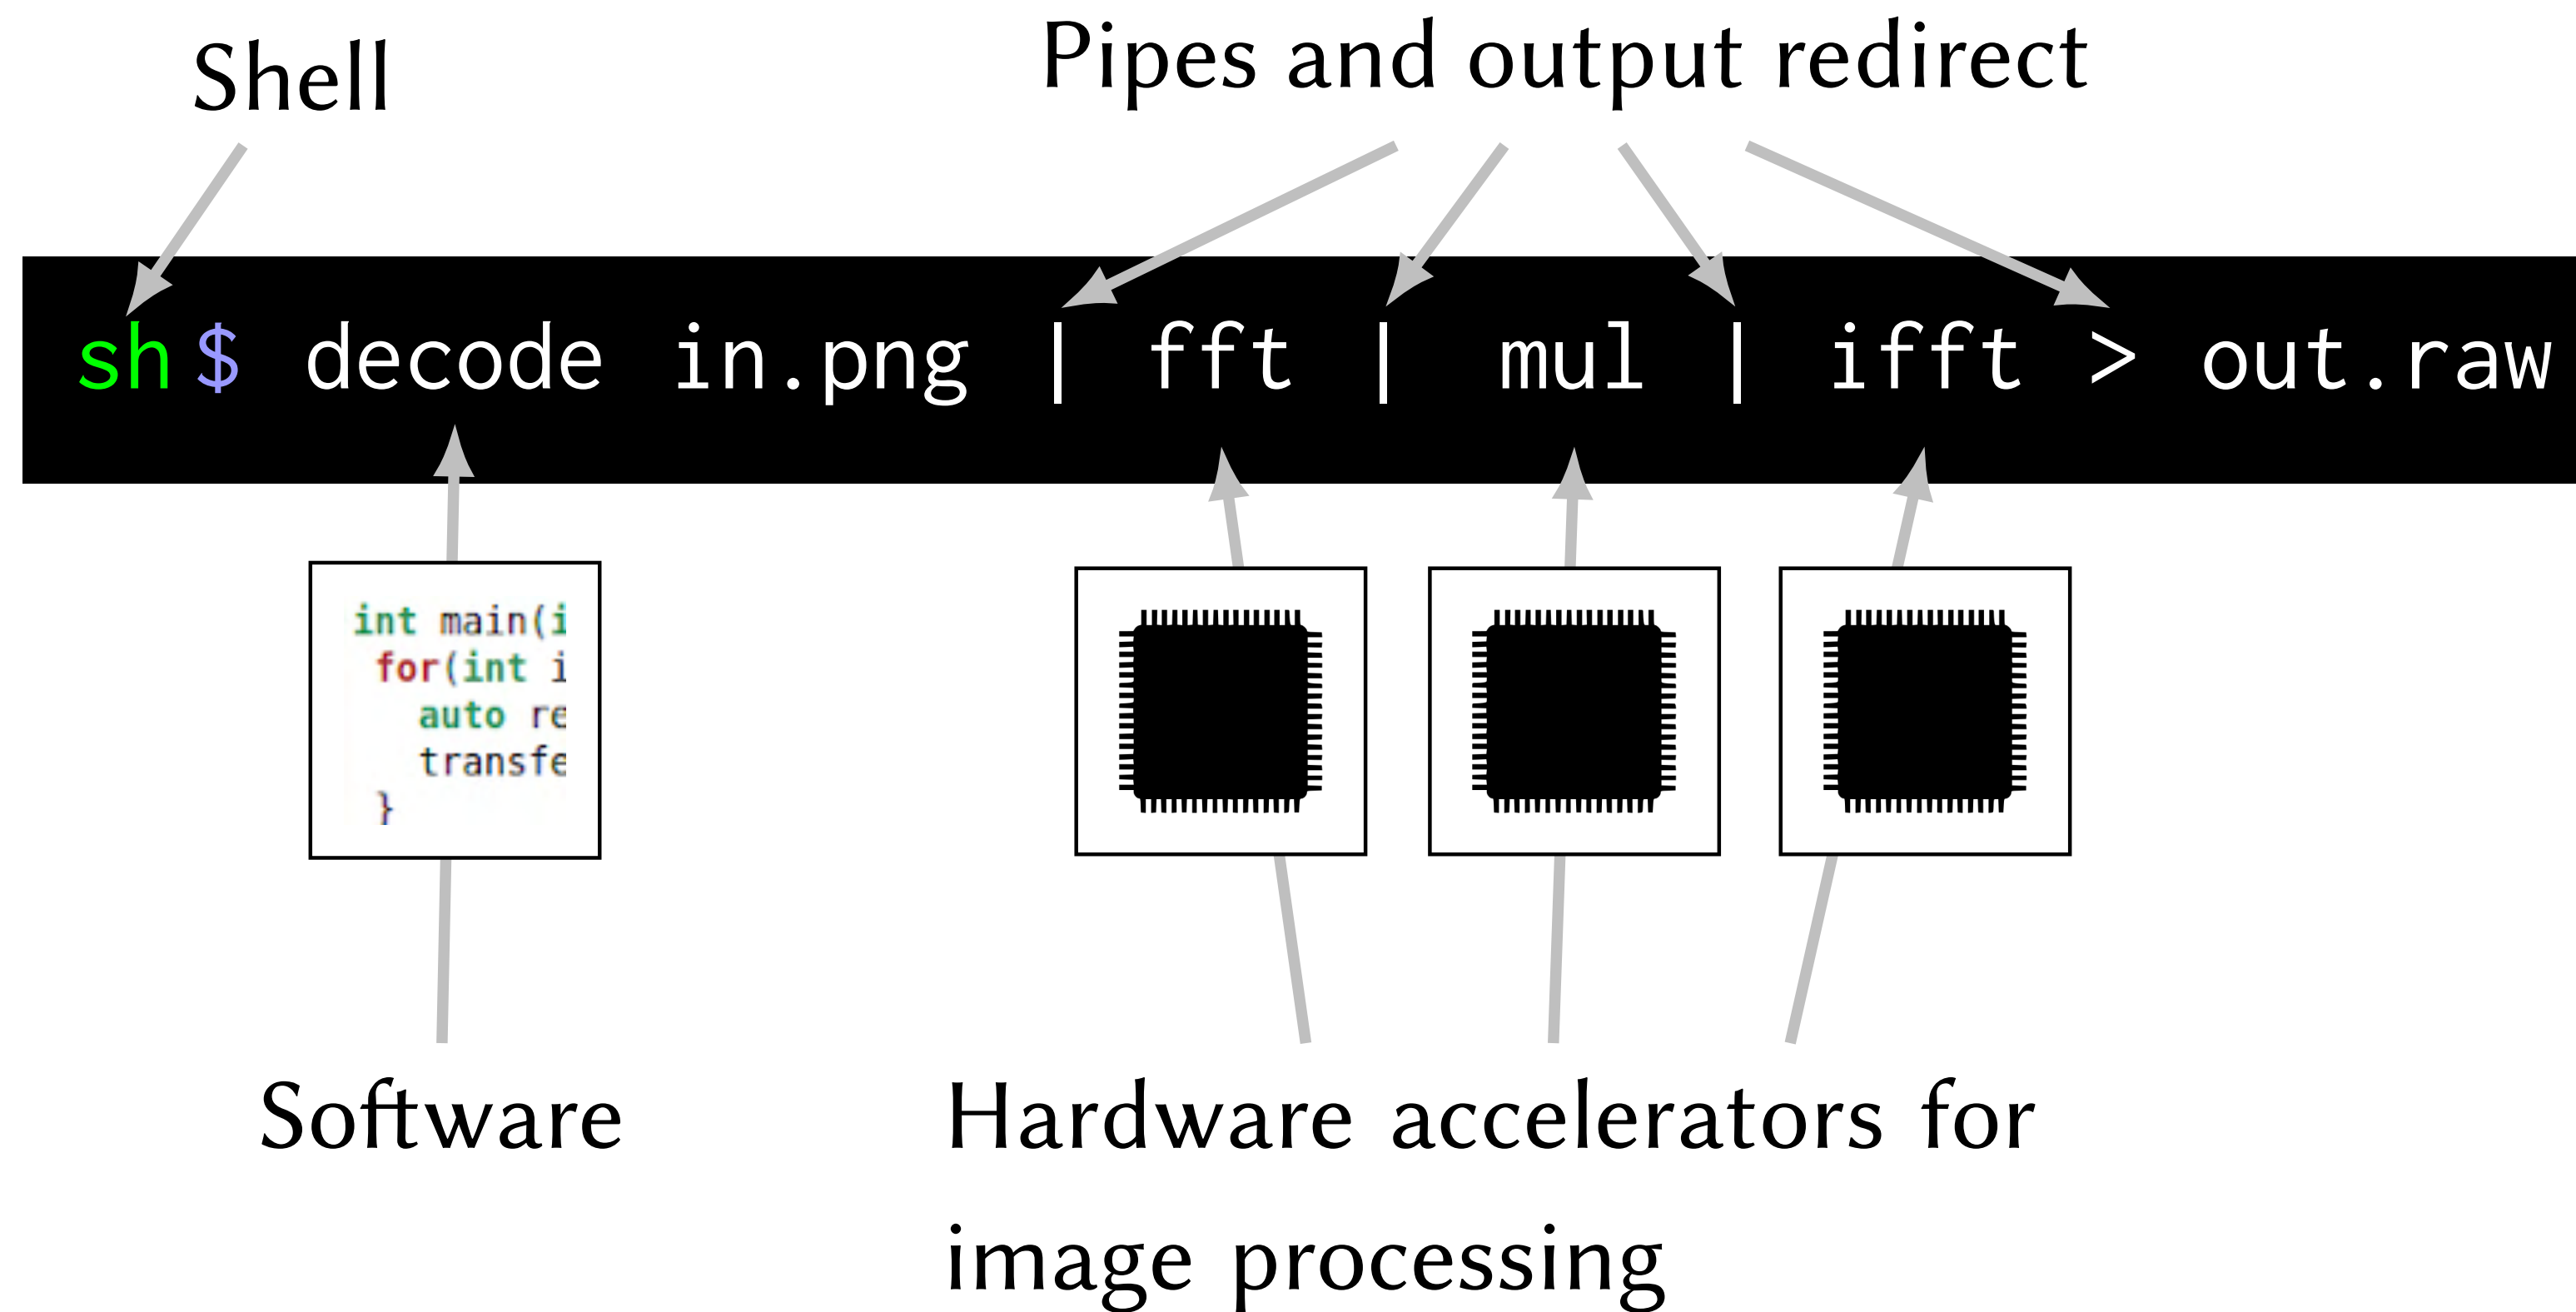 Shell
Pipes and output redirect
sh$ decode in.png | fft | mul | ifft > out.raw
int main(i
for(int i
auto re
transfe
}
Software
Hardware accelerators for
image processing